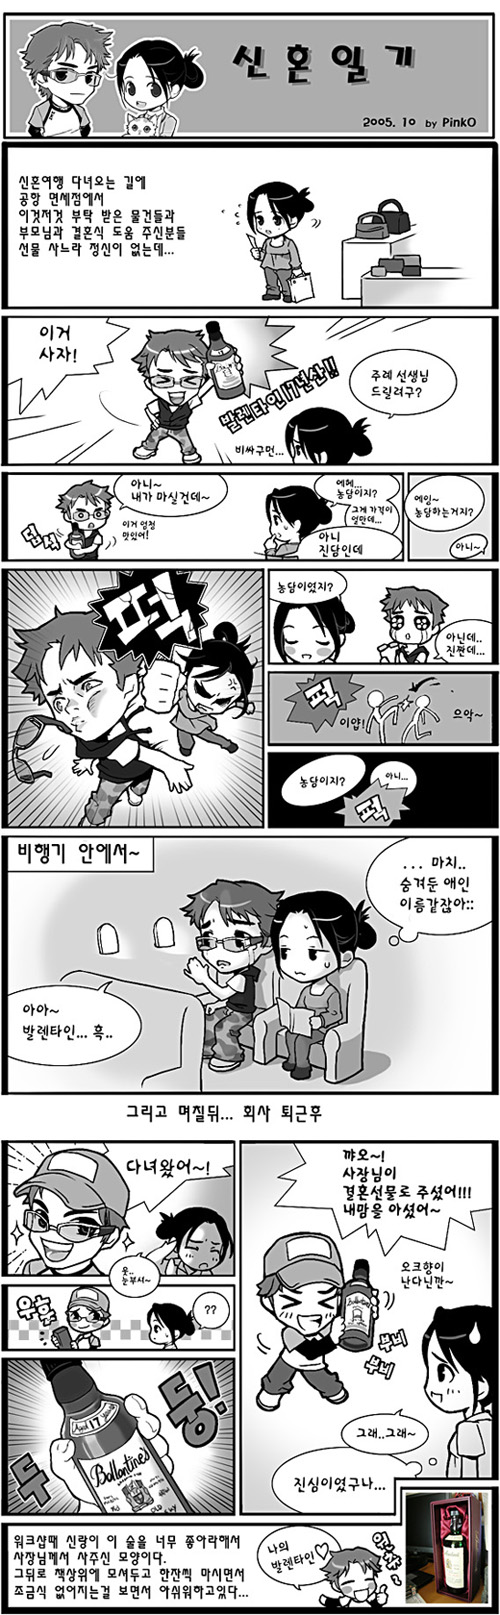 신혼일기
2005. 10 by PinkO
신혼여행 다녀오는 길에
공항 면세점에서
이것저것 부탁 받은 물건들과
부모님과 결혼식 도움 주신분들
선물 사느라 정신이 없는데...
이거
사자!
발렌타인17년산!!
주례 선생님
드릴려구?
비싸구먼...
아니~
내가 마실건데~
이거 엄청
맛있어!
덥썩
에헤...
농담이지?
그게 가격이
얼만데...
아니
진담인데
에잉~
농담하는거지?
아니~
퍽
농담이였지?
아닌데..
진짠데...
퍽
이얍!
으악~
농담이지?
아니...
퍽
비행기 안에서~
... 마치..
숨겨둔 애인
이름같잖아::
아아~
발렌타인... 흑..
그리고 며칠뒤... 회사 퇴근후
다녀왔어~!
웃..
눈부셔~
우훗
??
꺄오~!
사장님이
결혼선물로 주셨어!!!
내맘을 아셨어~
오크향이
난다닌깐~
부비
부비
두
둥!
Aged 17 Years
Ballantine's
그래..그래~
진심이였구나...
워크샵때 신랑이 이 술을 너무 좋아라해서
사장님께서 사주신 모양이다.
그뒤로 책상위에 모셔두고 한잔씩 마시면서
조금씩 없어지는걸 보면서 아쉬워하고있다...
나의
발렌타인♡